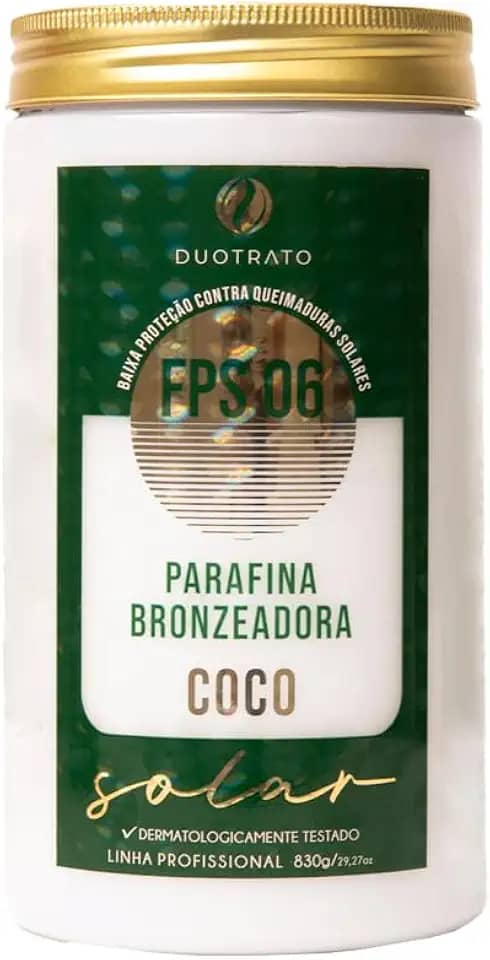 DUOTRATO
BAIXA PROTEÇÃO CONTRA QUEIMADURAS SOLARES
FPS 06
PARAFINA
BRONZEADORA
COCO
solar
✓DERMATOLOGICAMENTE TESTADO
LINHA PROFISSIONAL 830g/29,27oz